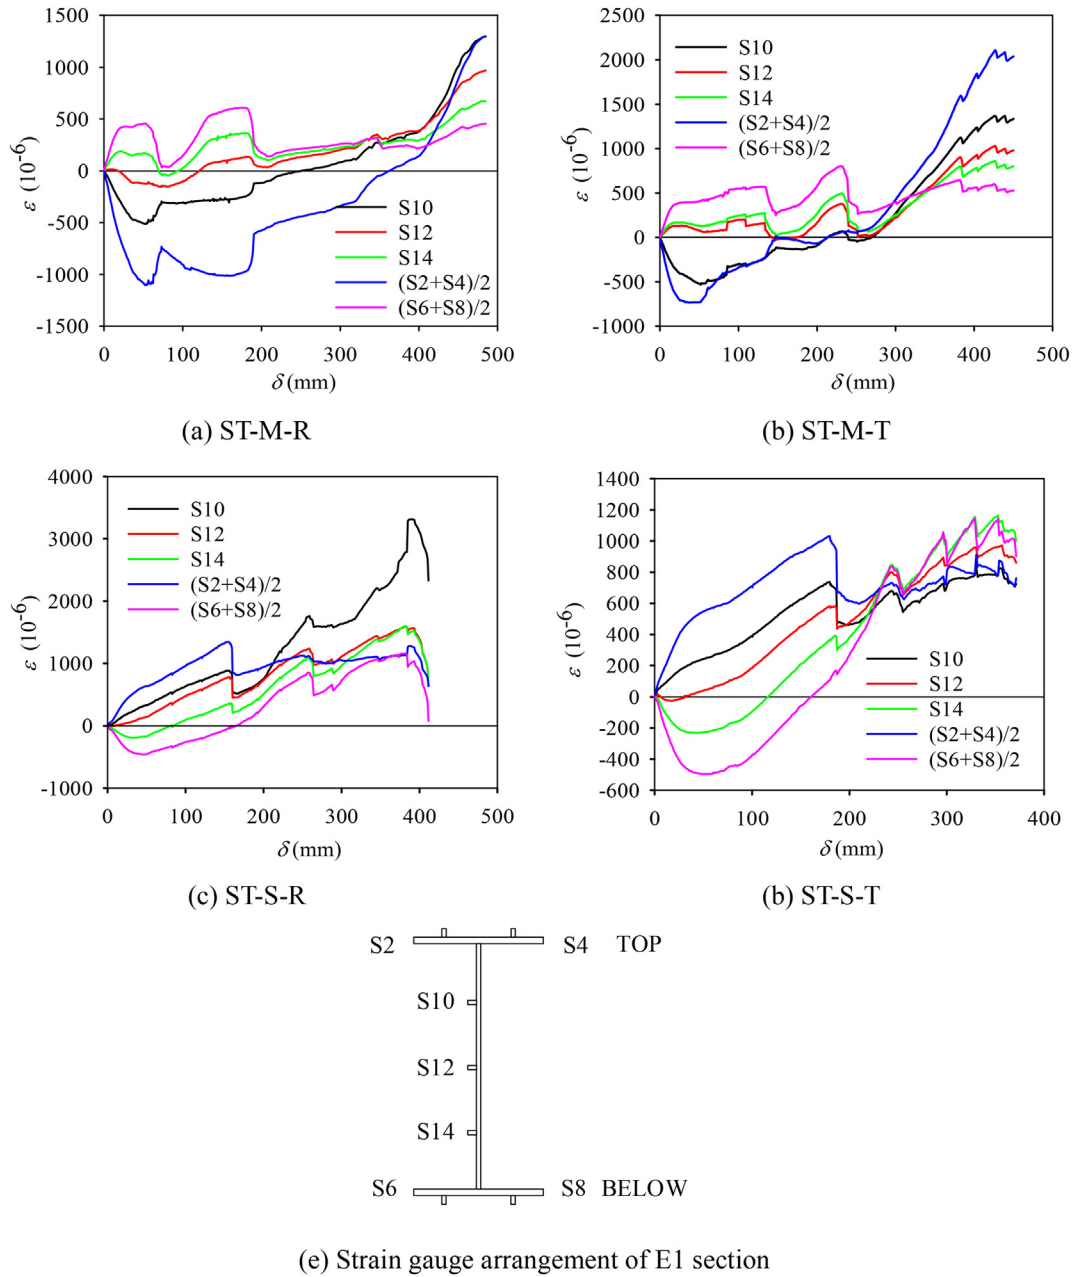 1500
1000
500
0
-500
-1000
-1500
ε (10-6)
0 100 200 300 400 500
δ (mm)
S10
S12
S14
(S2+S4)/2
(S6+S8)/2
(a) ST-M-R
2500
2000
1500
1000
500
0
-500
-1000
ε (10-6)
0 100 200 300 400 500
δ (mm)
S10
S12
S14
(S2+S4)/2
(S6+S8)/2
(b) ST-M-T
4000
3000
2000
1000
0
-1000
ε (10-6)
0 100 200 300 400 500
δ (mm)
S10
S12
S14
(S2+S4)/2
(S6+S8)/2
(c) ST-S-R
1400
1200
1000
800
600
400
200
0
-200
-400
-600
ε (10-6)
0 100 200 300 400
δ (mm)
S10
S12
S14
(S2+S4)/2
(S6+S8)/2
(b) ST-S-T
S2 S4 TOP
S10
S12
S14
S6 S8 BELOW
(e) Strain gauge arrangement of E1 section